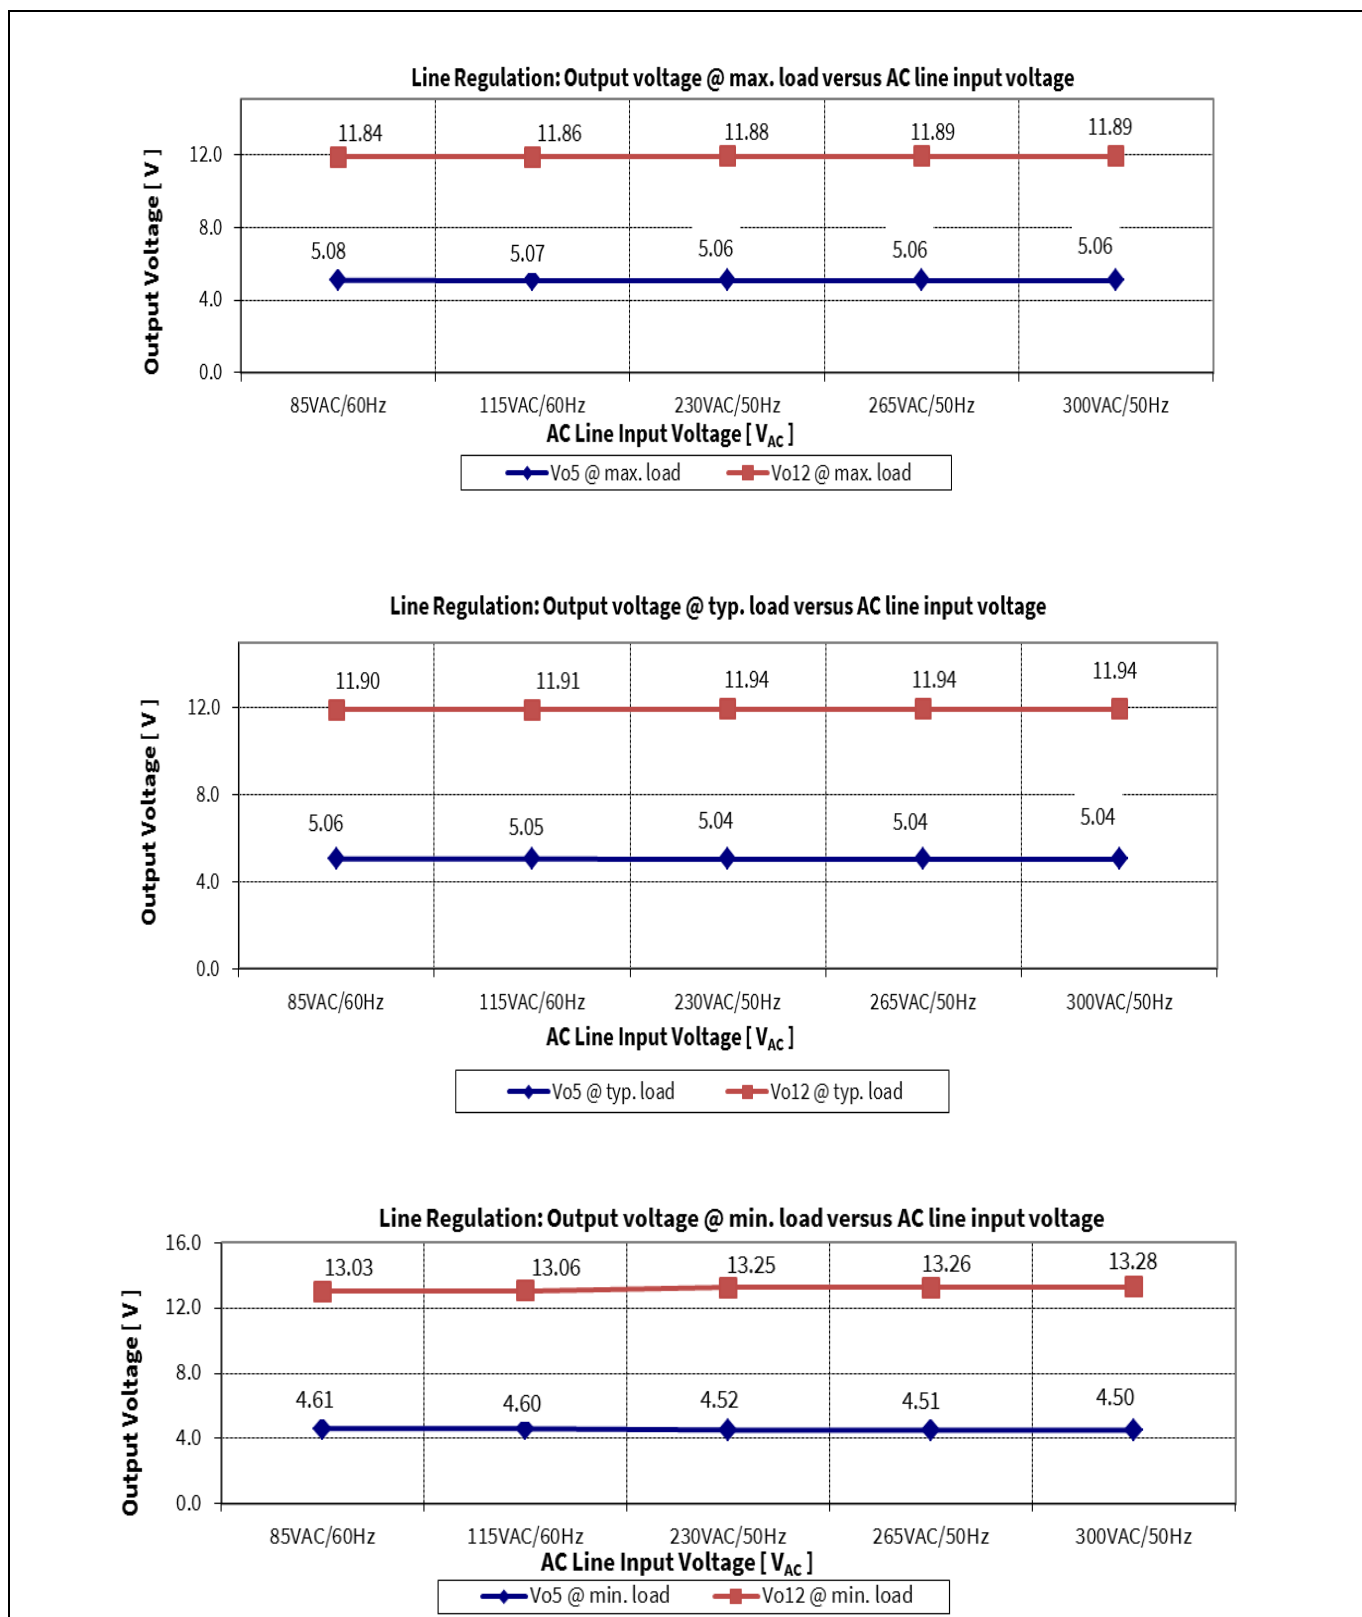 Line Regulation: Output voltage @ max. load versus AC line input voltage
11.84 11.86 11.88 11.89 11.89
12.0
8.0
5.08 5.07 5.06 5.06 5.06
4.0
0.0
Output Voltage [ V ]
85VAC/60Hz 115VAC/60Hz 230VAC/50Hz 265VAC/50Hz 300VAC/50Hz
AC Line Input Voltage [ VAC ]
Vo5 @ max. load Vo12 @ max. load
Line Regulation: Output voltage @ typ. load versus AC line input voltage
11.90 11.91 11.94 11.94 11.94
12.0
8.0
5.06 5.05 5.04 5.04 5.04
4.0
0.0
Output Voltage [ V ]
85VAC/60Hz 115VAC/60Hz 230VAC/50Hz 265VAC/50Hz 300VAC/50Hz
AC Line Input Voltage [ VAC ]
Vo5 @ typ. load Vo12 @ typ. load
Line Regulation: Output voltage @ min. load versus AC line input voltage
16.0
13.03 13.06 13.25 13.26 13.28
12.0
8.0
4.61 4.60 4.52 4.51 4.50
4.0
0.0
Output Voltage [ V ]
85VAC/60Hz 115VAC/60Hz 230VAC/50Hz 265VAC/50Hz 300VAC/50Hz
AC Line Input Voltage [ VAC ]
Vo5 @ min. load Vo12 @ min. load